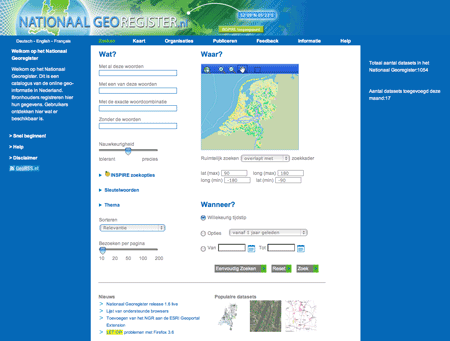 NATIONAAL GEOREGISTER.nl
Deutsch - English - Français
Zoeken Kaart Organisaties Publiceren Feedback Informatie Help
Welkom op het Nationaal
Georegister
Welkom op het Nationaal
Georegister. Dit is een
catalogus van de online geo-
informatie in Nederland.
Bronhouders registreren hier
hun gegevens. Gebruikers
ontdekken hier wat er
beschikbaar is.
> Snel beginnen!
> Help
> Disclaimer
Wat?
Met al deze woorden
Met een van deze woorden
Met de exacte woordcombinatie
Zonder de woorden
Nauwkeurigheid
tolerant precies
INSPIRE zoekopties
Sleutelwoorden
Thema
Sorteren
Relevantie
Bezoeken per pagina
10 20 50 100 200
Waar?
Ruimtelijk zoeken overlapt met zoekkader
lat (max) 90 long (max) 180
long (min) -180 lat (min) -90
Wanneer?
Willekeurig tijdstip
Opties vanaf 1 jaar geleden
Van Tot
Eenvoudig Zoeken Reset Zoek
Totaal aantal datasets in het
Nationaal Georegister:1054
Aantal datasets toegevoegd deze
maand:17
Nieuws
> Nationaal Georegister release 1.6 live
> Lijst van ondersteunde browsers
> Toevoegen van het NGR aan de ESRI Geoportal
Extension
> LET OP: problemen met Firefox 3.6
Populaire datasets